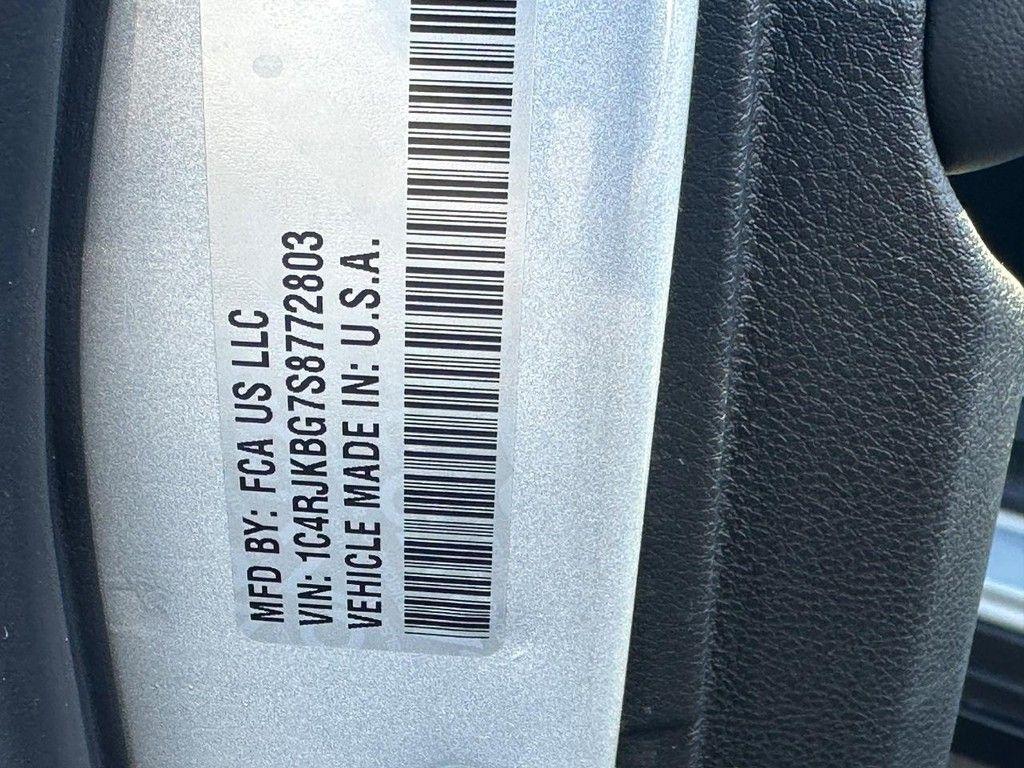 MFD BY: FCA US LLC
VIN: 1C4RJKBG7S8772803
VEHICLE MADE IN: U.S.A.